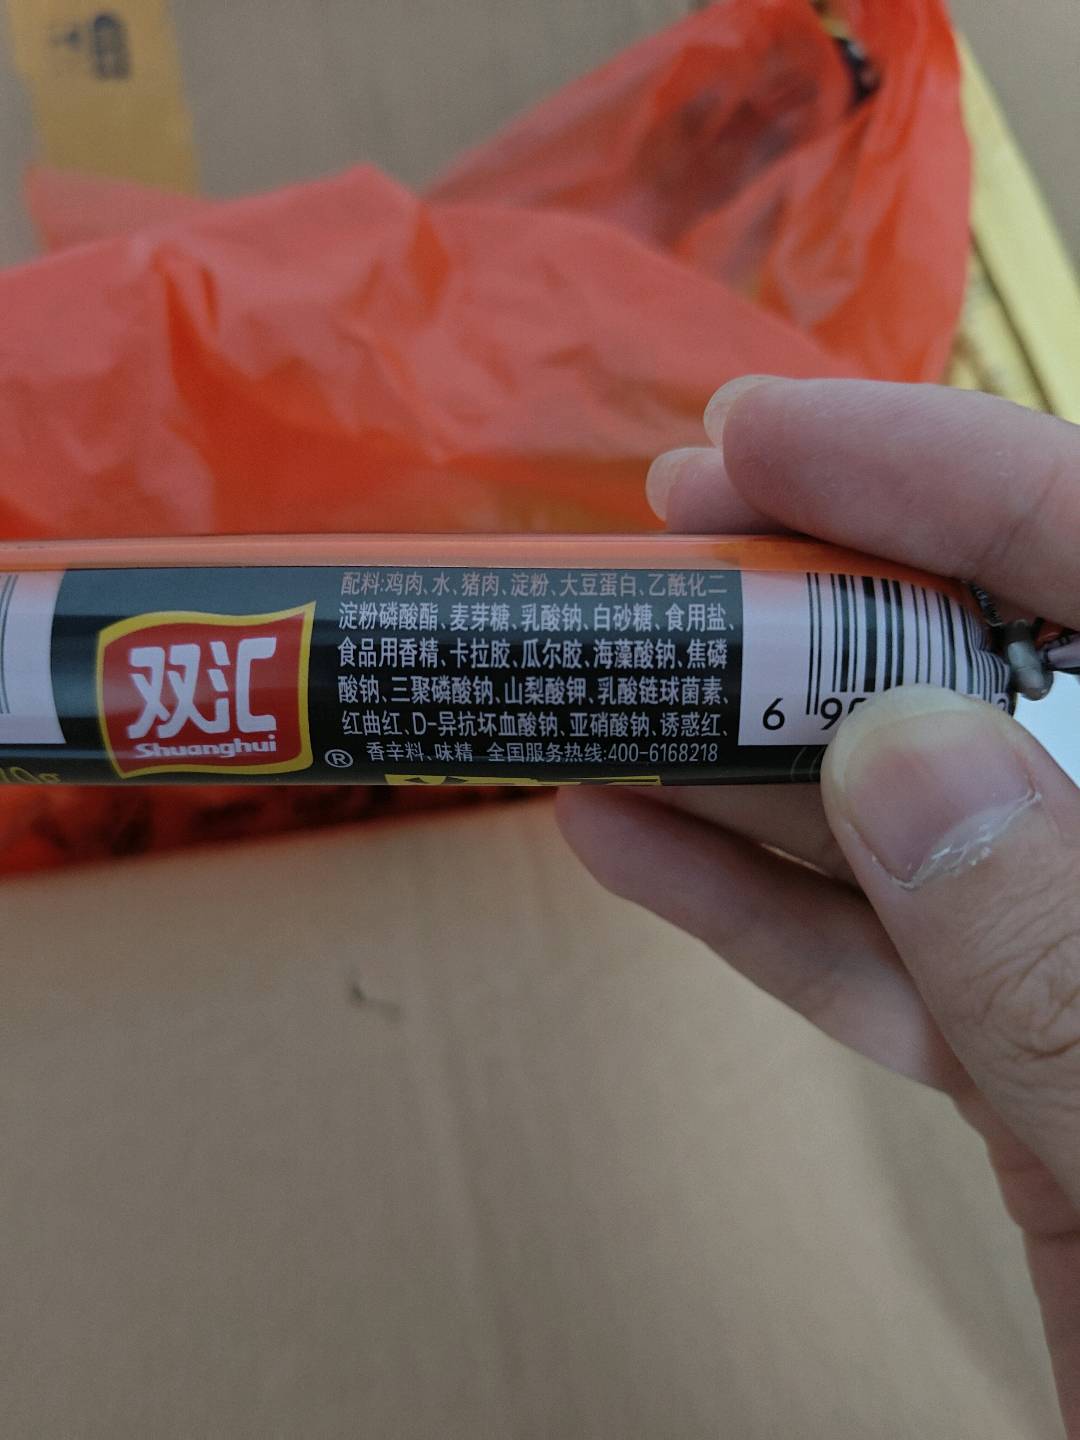 双汇
Shuanghui
®
配料:鸡肉、水、猪肉、淀粉、大豆蛋白、乙酰化二
淀粉磷酸酯、麦芽糖、乳酸钠、白砂糖、食用盐、
食品用香精、卡拉胶、瓜尔胶、海藻酸钠、焦磷
酸钠、三聚磷酸钠、山梨酸钾、乳酸链球菌素、
红曲红、D-异抗坏血酸钠、亚硝酸钠、诱惑红、
香辛料、味精 全国服务热线:400-6168218
6 95